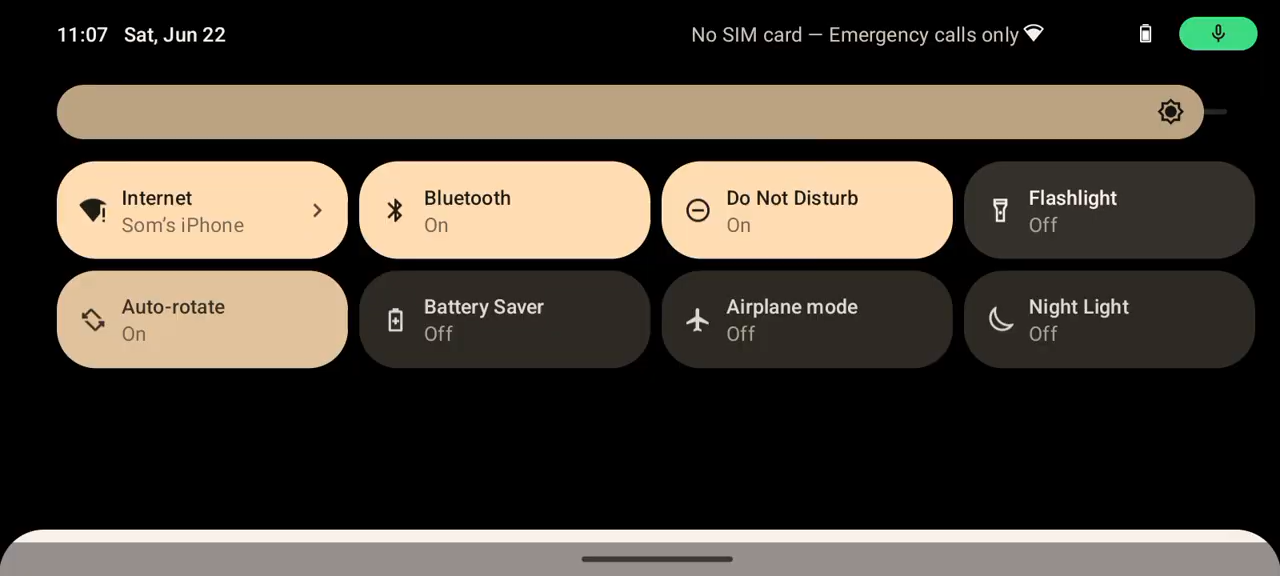 11:07 Sat, Jun 22
No SIM card — Emergency calls only
Internet
Som's iPhone
Bluetooth
On
Do Not Disturb
On
Flashlight
Off
Auto-rotate
On
Battery Saver
Off
Airplane mode
Off
Night Light
Off